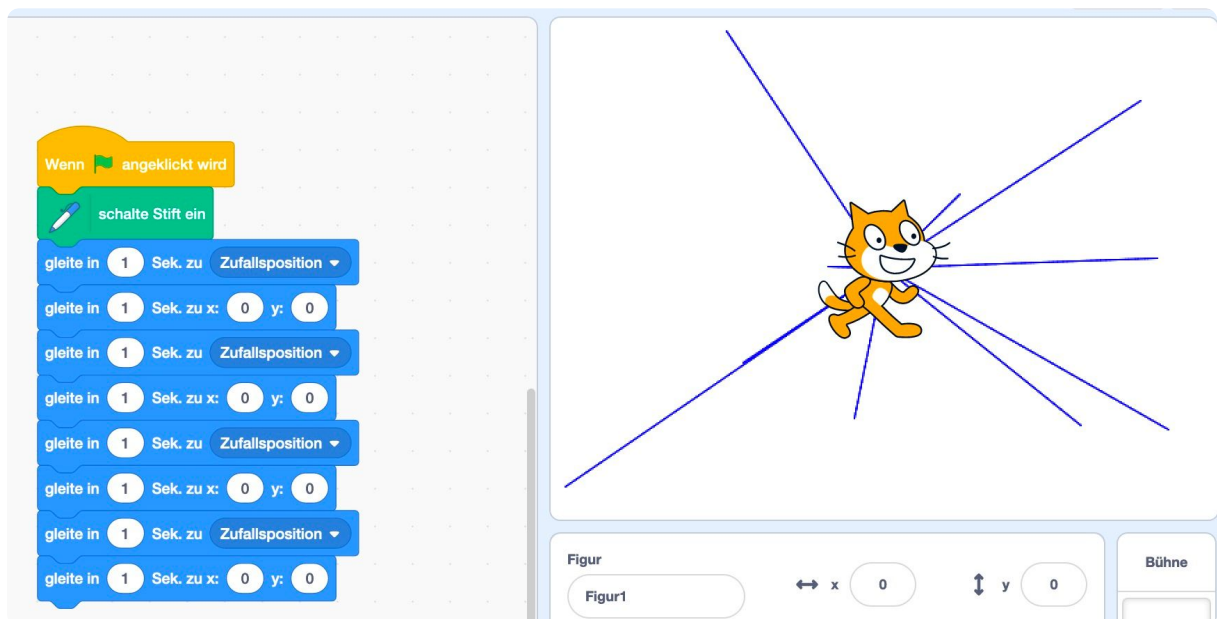 Wenn angeklickt wird
schalte Stift ein
gleite in 1 Sek. zu Zufallsposition
gleite in 1 Sek. zu x: 0 y: 0
gleite in 1 Sek. zu Zufallsposition
gleite in 1 Sek. zu x: 0 y: 0
gleite in 1 Sek. zu Zufallsposition
gleite in 1 Sek. zu x: 0 y: 0
gleite in 1 Sek. zu Zufallsposition
gleite in 1 Sek. zu x: 0 y: 0
Figur
Figur1
x 0 y 0
Bühne